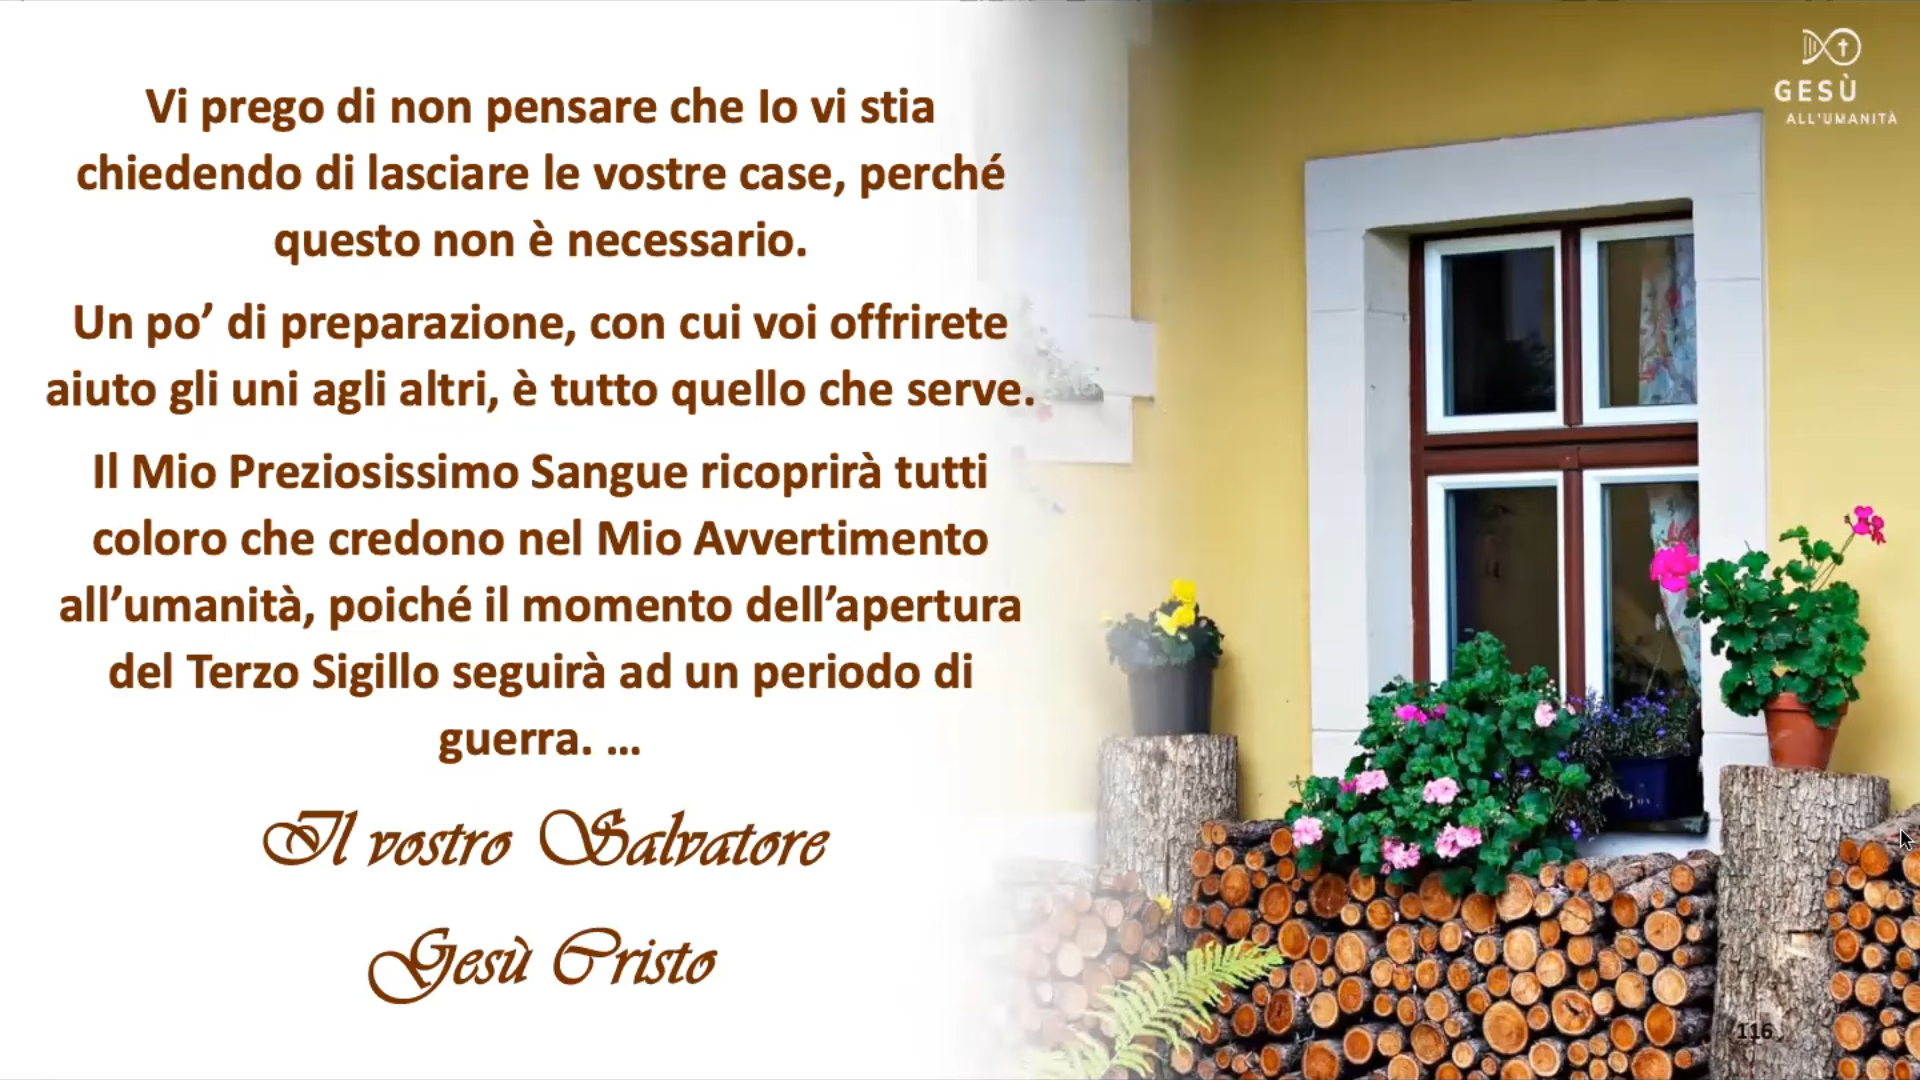 Vi prego di non pensare che Io vi stia
chiedendo di lasciare le vostre case, perché
questo non è necessario.
Un po’ di preparazione, con cui voi offrirete
aiuto gli uni agli altri, è tutto quello che serve.
Il Mio Preziosissimo Sangue ricoprirà tutti
coloro che credono nel Mio Avvertimento
all’umanità, poiché il momento dell’apertura
del Terzo Sigillo seguirà ad un periodo di
guerra. ...
Il vostro Salvatore
Gesù Cristo
GESÙ
ALL'UMANITÀ
116